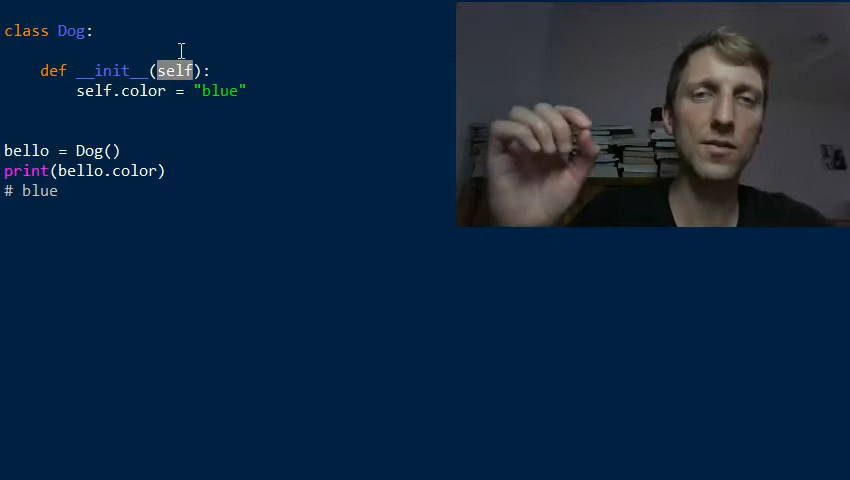 class Dog:
def __init__(self):
self.color = "blue"
bello = Dog()
print(bello.color)
# blue